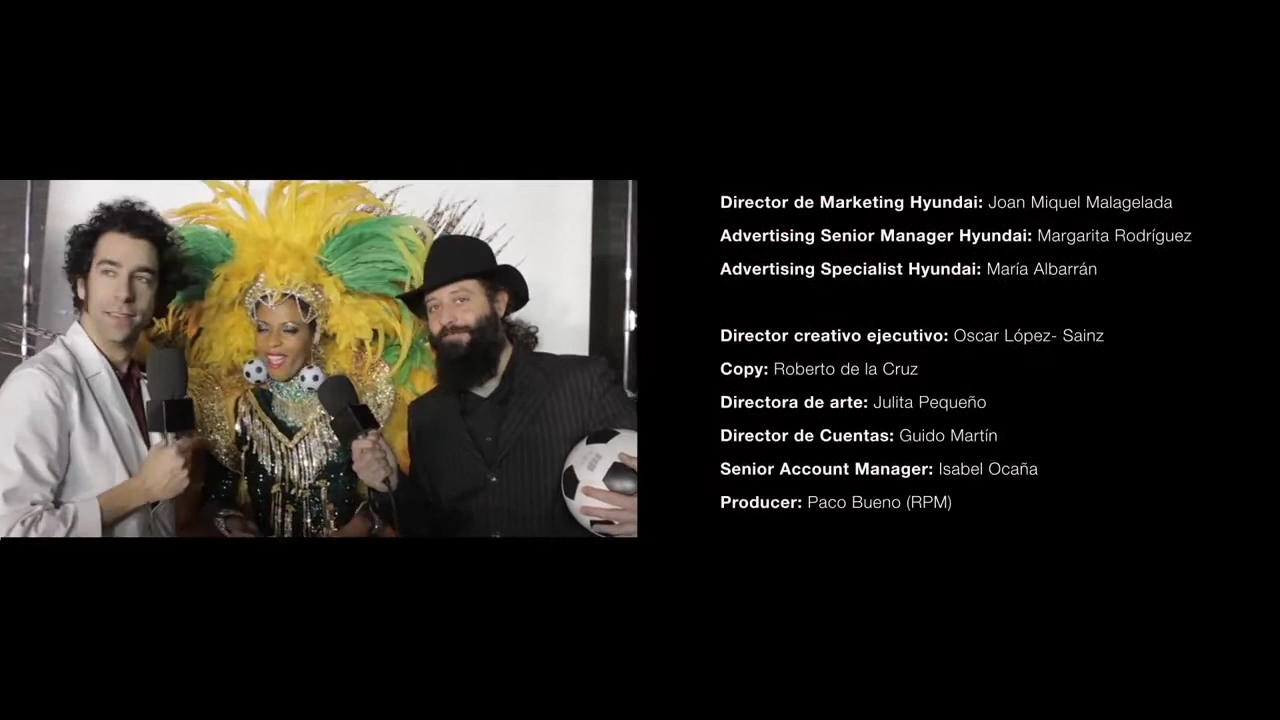 Director de Marketing Hyundai: Joan Miquel Malagelada
Advertising Senior Manager Hyundai: Margarita Rodríguez
Advertising Specialist Hyundai: María Albarrán
Director creativo ejecutivo: Oscar López- Sainz
Copy: Roberto de la Cruz
Directora de arte: Julita Pequeño
Director de Cuentas: Guido Martín
Senior Account Manager: Isabel Ocaña
Producer: Paco Bueno (RPM)